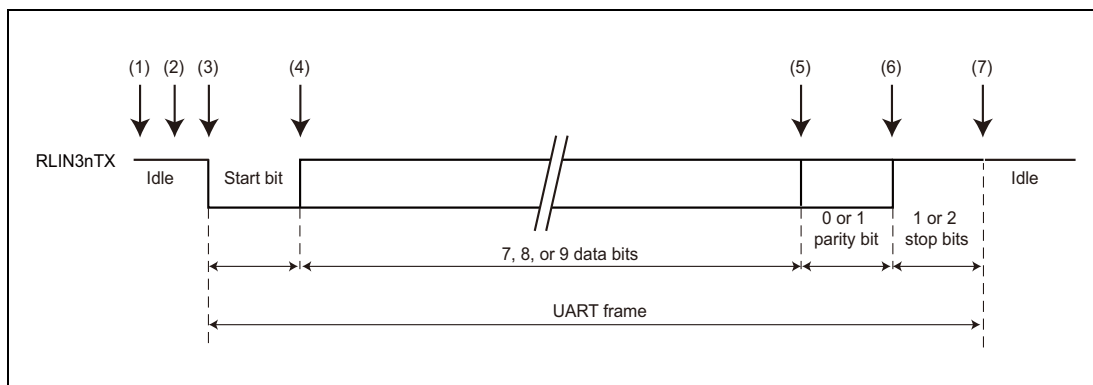 (1) (2) (3) (4) (5) (6) (7)
RLIN3nTX
Idle Start bit Idle
0 or 1 1 or 2
parity bit stop bits
7, 8, or 9 data bits
UART frame